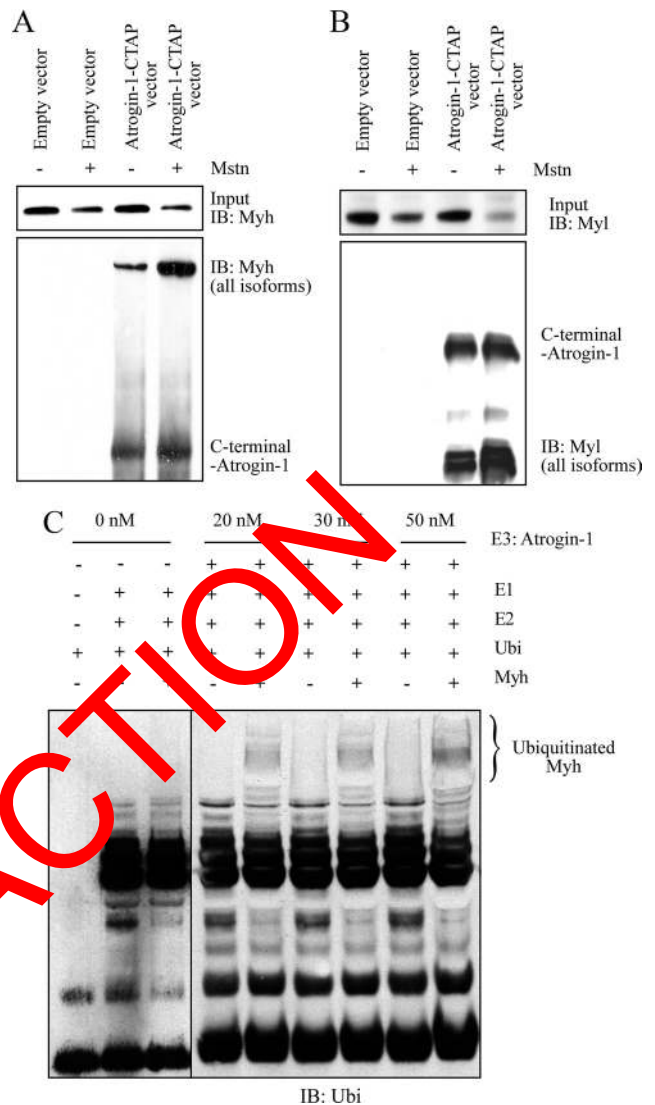 A
Empty vector
Empty vector
Atrogin-1-CTAP vector
Atrogin-1-CTAP vector
- + - + Mstn
Input
IB: Myh
IB: Myh
(all isoforms)
C-terminal
-Atrogin-1
B
Empty vector
Empty vector
Atrogin-1-CTAP vector
Atrogin-1-CTAP vector
- + - + Mstn
Input
IB: Myl
C-terminal
-Atrogin-1
IB: Myl
(all isoforms)
C
0 nM 20 nM 30 nM 50 nM
- - - + + + + + + E3: Atrogin-1
- + + + + + + + + E1
- + + + + + + + + E2
+ + + + + + + + + Ubi
- - + - + - + - + Myh
Ubiquitinated
Myh
IB: Ubi
ACTION